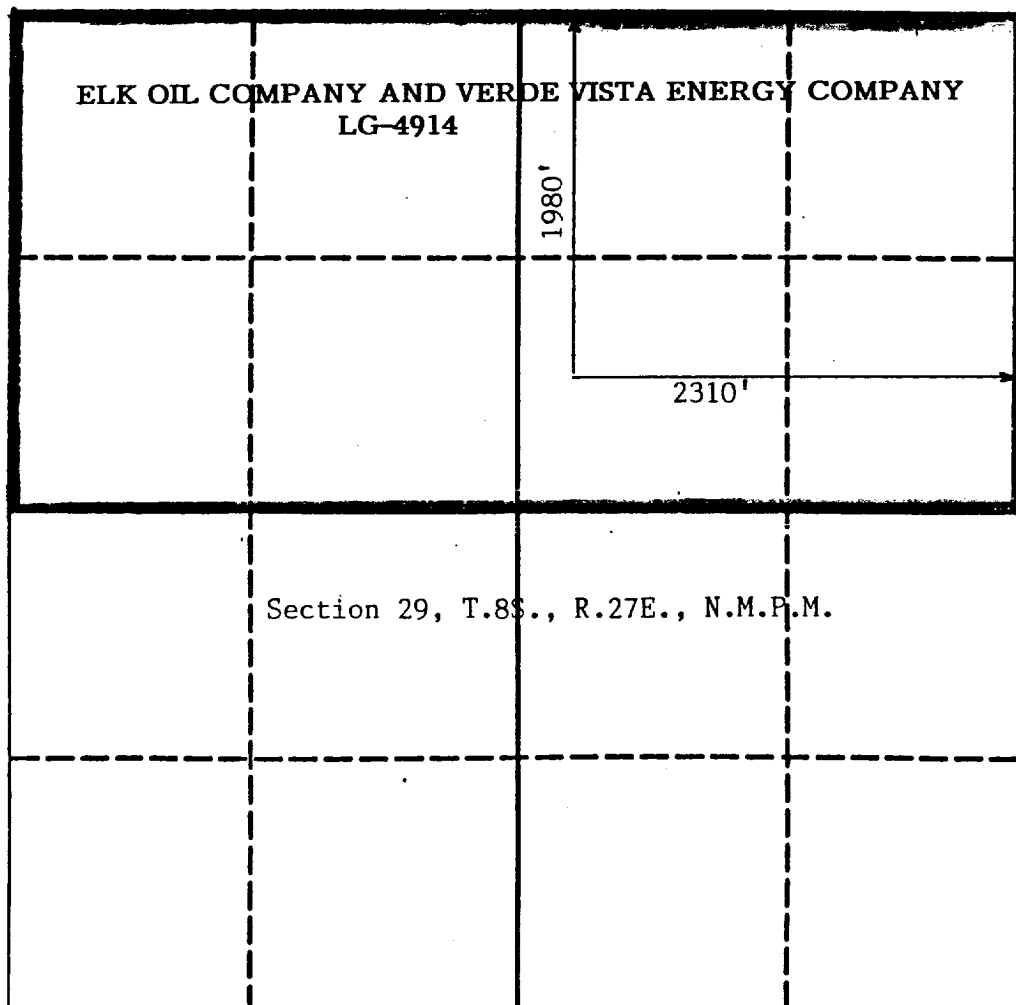 ELK OIL COMPANY AND VERDE VISTA ENERGY COMPANY
LG-4914
1980'
2310'
Section 29, T.8S., R.27E., N.M.P.M.